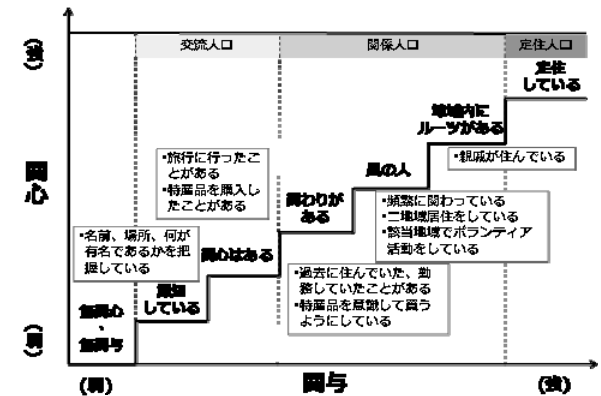 (強)
交流人口
関係人口
定住人口
定住
している
地域内に
ルーツがある
・親戚が住んでいる
風の人
・頻繁に関わっている
・二地域居住をしている
・該当地域でボランティア
活動をしている
・旅行に行ったこ
とがある
・特産品を購入し
たことがある
関わりが
ある
・過去に住んでいた、勤
務していたことがある
・特産品を意識して買う
ようにしている
関心
・名前、場所、何が
有名であるかを把
握している
関心はある
認知
している
無関心
・
無関与
(弱)
(弱)
関与
(強)